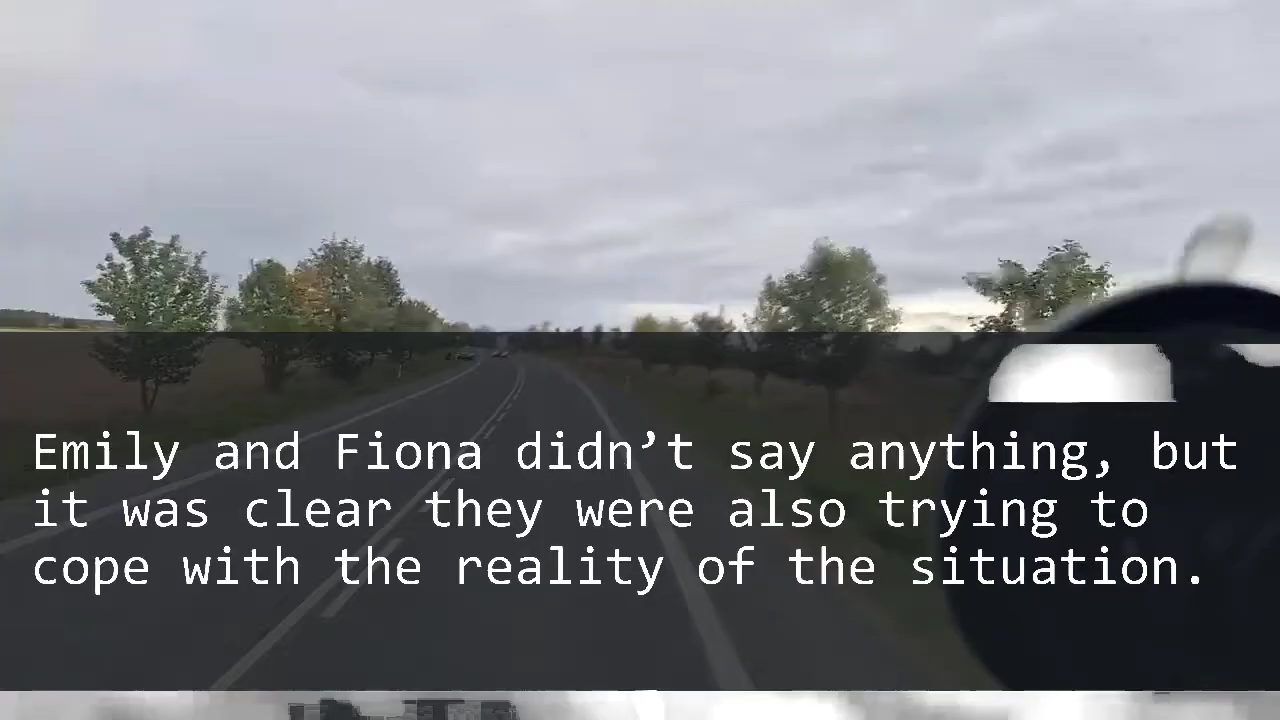 Emily and Fiona didn’t say anything, but
it was clear they were also trying to
cope with the reality of the situation.